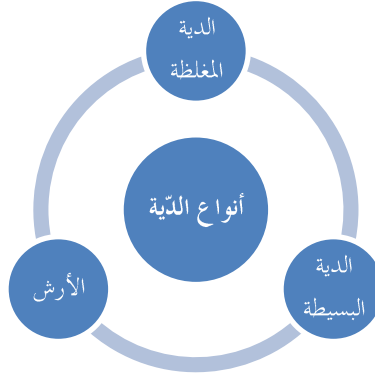 الدية
المغلظة
أنواع الدّية
الدية
البسيطة
الأرش